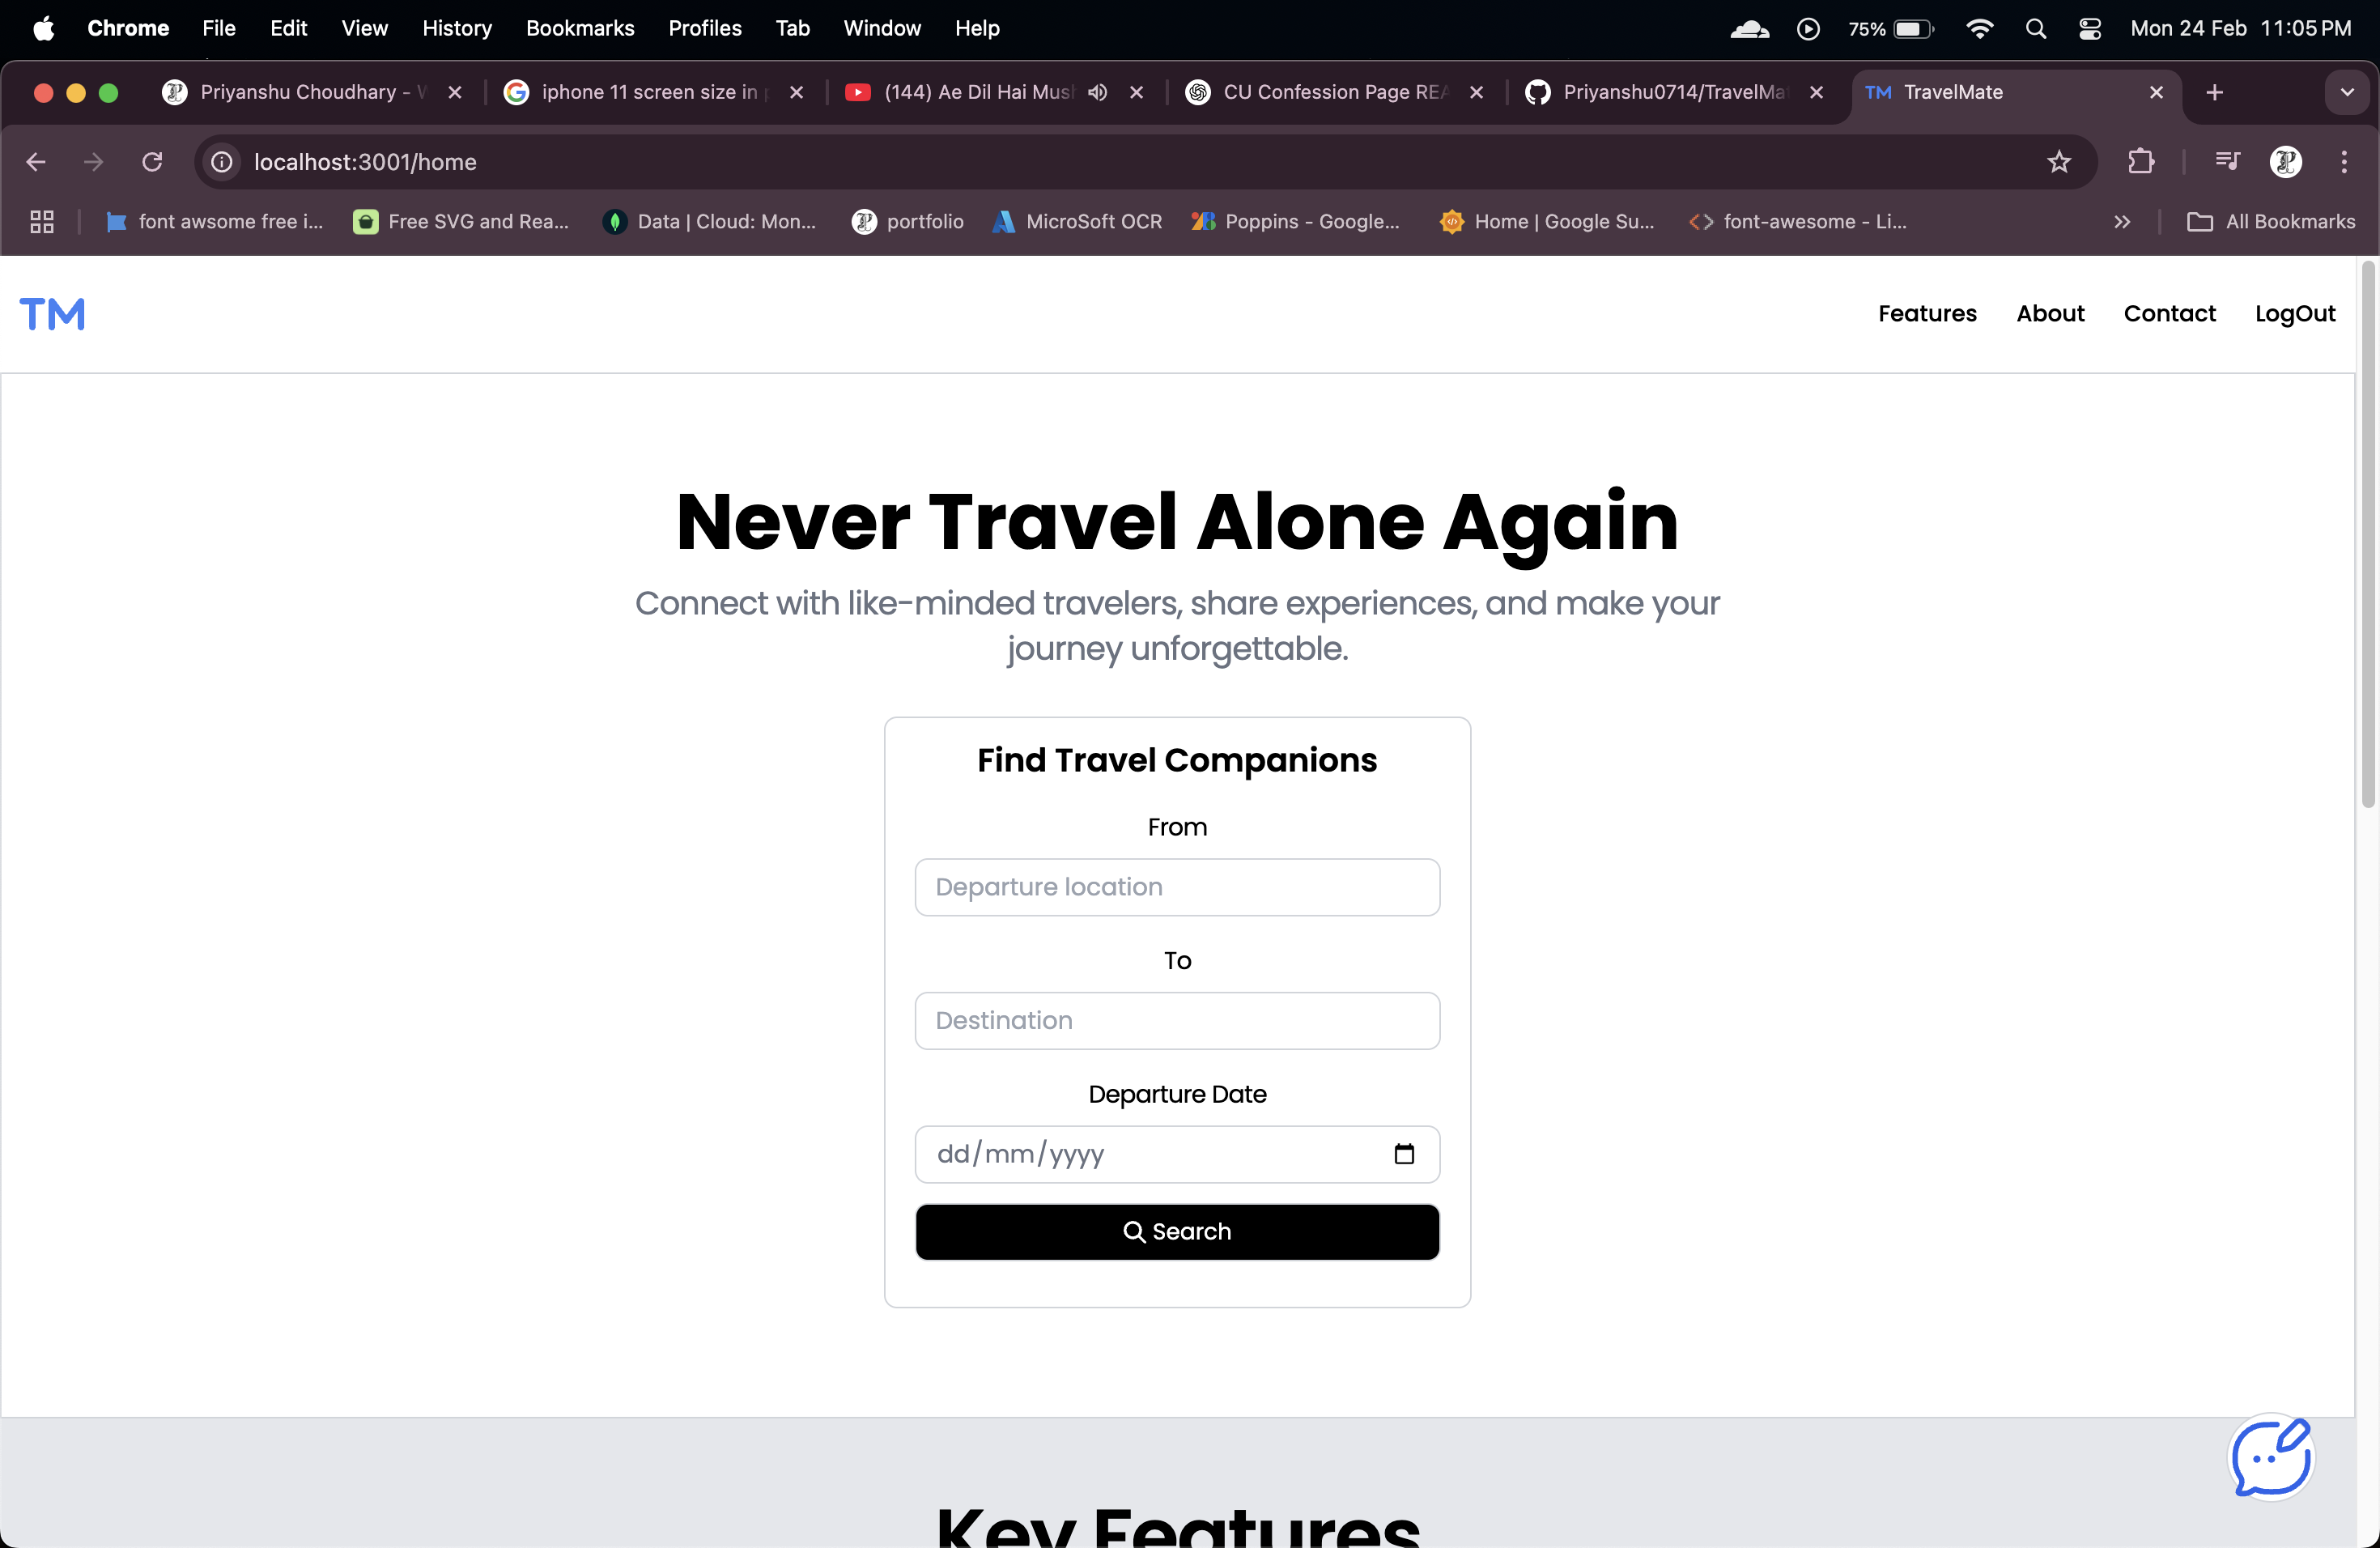 Chrome File Edit View History Bookmarks Profiles Tab Window Help 75% Mon 24 Feb 11:05 PM
Priyanshu Choudhary - iphone 11 screen size in (144) Ae Dil Hai Mus CU Confession Page REA Priyanshu0714/TravelMa TM TravelMate
localhost:3001/home
font awsome free i... Free SVG and Rea... Data | Cloud: Mon... portfolio MicroSoft OCR Poppins - Google... Home | Google Su... font-awesome - Li... All Bookmarks
TM Features About Contact LogOut
Never Travel Alone Again
Connect with like-minded travelers, share experiences, and make your
journey unforgettable.
Find Travel Companions
From
Departure location
To
Destination
Departure Date
dd/mm/yyyy
Search
Key Features